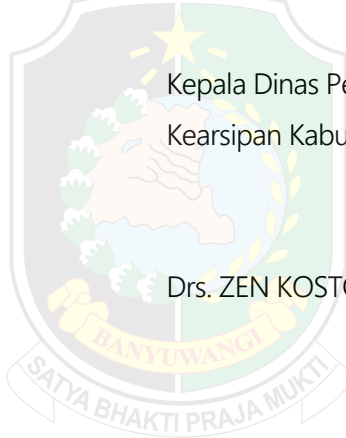 Kepala Dinas Pe
Kearsipan Kabu
Drs. ZEN KOSTO
BANYUWANGI
SATYA BHAKTI PRAJA MUKTI